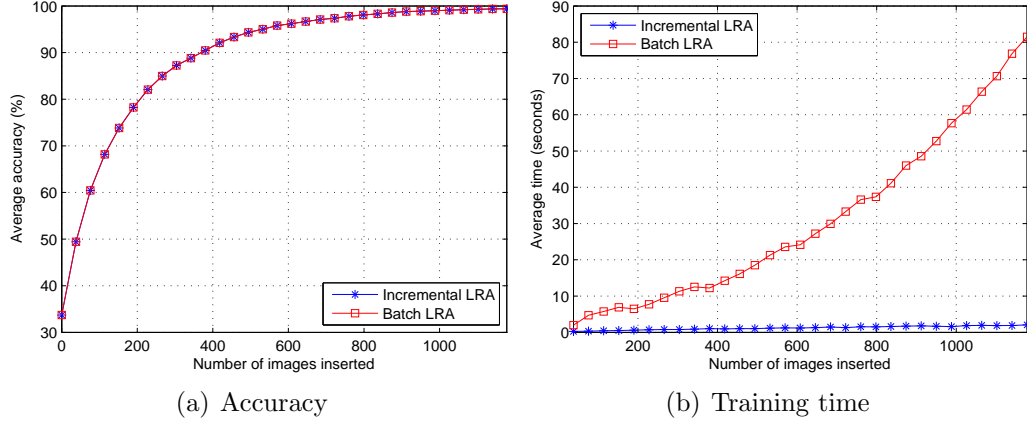 100
90
80
70
60
50
40
30
0
200
400
600
800
1000
Average accuracy (%)
Number of images inserted
Incremental LRA
Batch LRA
(a) Accuracy
90
80
70
60
50
40
30
20
10
0
200
400
600
800
1000
Average time (seconds)
Number of images inserted
Incremental LRA
Batch LRA
(b) Training time